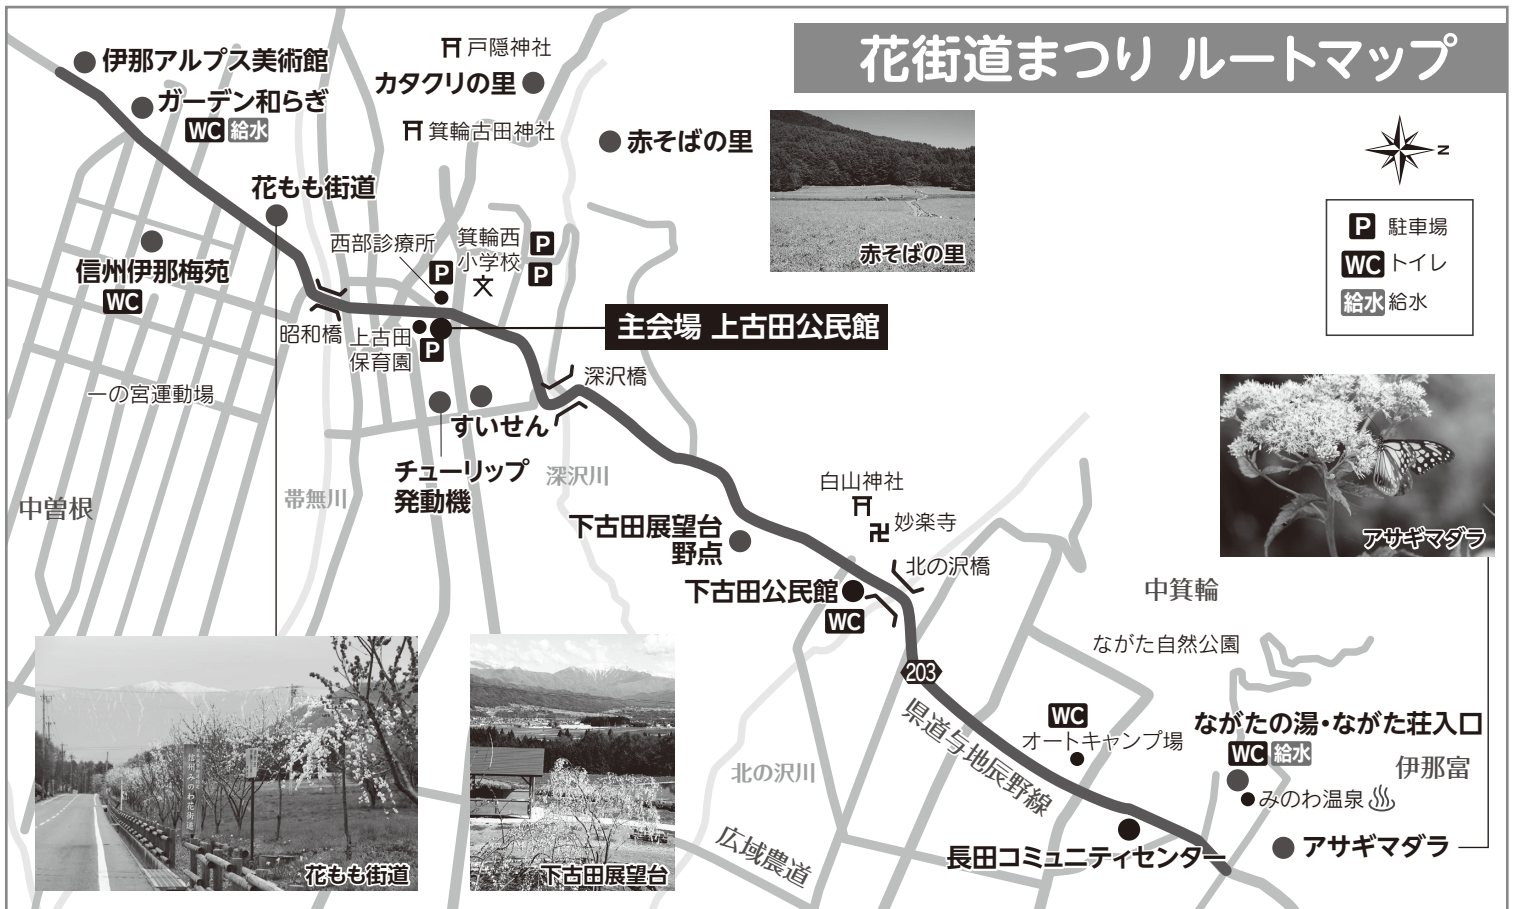 花街道まつり ルートマップ
伊那アルプス美術館
ガーデン和らぎ
WC 給水
戸隠神社
カタクリの里
箕輪古田神社
赤そばの里
赤そばの里
N
P 駐車場
WC トイレ
給水 給水
花もも街道
信州伊那梅苑
WC
西部診療所
P
箕輪西
小学校
文
P
P
主会場 上古田公民館
昭和橋
上古田
保育園
P
深沢橋
一の宮運動場
すいせん
チューリップ
発動機
深沢川
帯無川
中曽根
下古田展望台
野点
白山神社
妙楽寺
北の沢橋
下古田公民館
WC
アサギマダラ
中箕輪
ながた自然公園
203
県道与地辰野線
WC
オートキャンプ場
ながたの湯・ながた荘入口
WC 給水
伊那富
みのわ温泉
アサギマダラ
長田コミュニティセンター
北の沢川
広域農道
信州みのわ花街道
花もも街道
下古田展望台